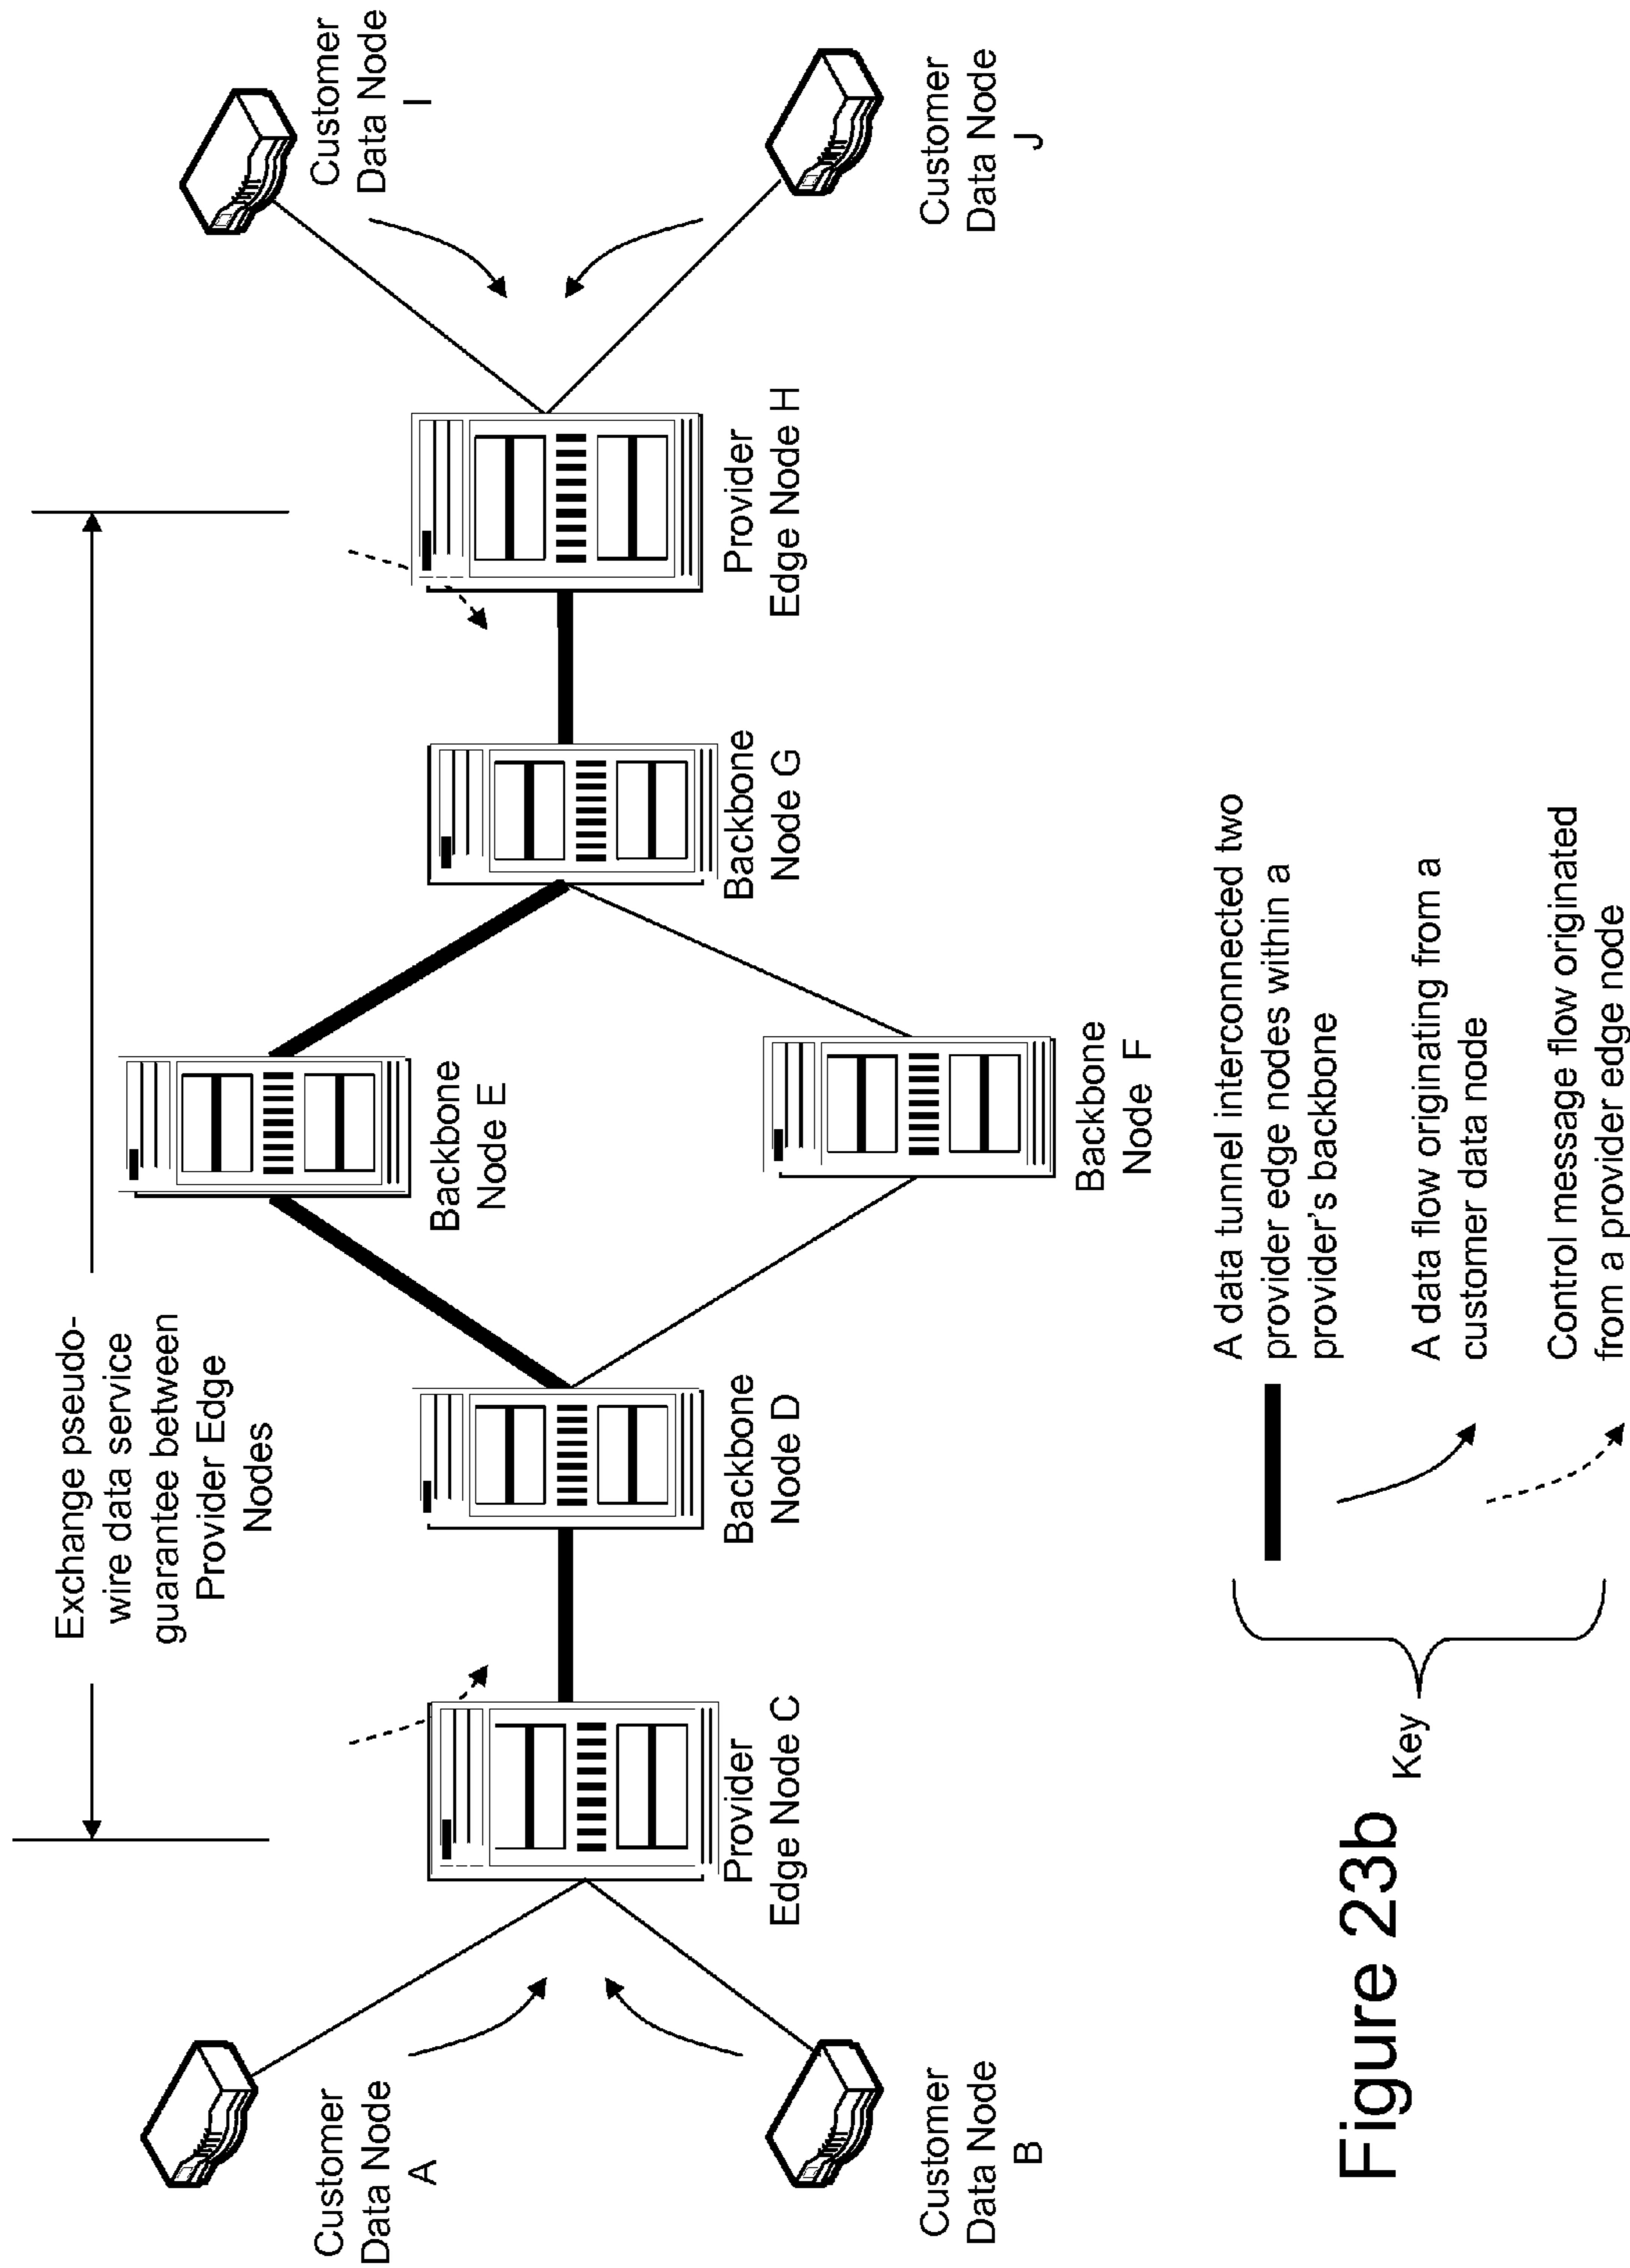 Exchange pseudo-
wire data service
guarantee between
Provider Edge
Nodes
Customer
Data Node
A
Customer
Data Node
B
Provider
Edge Node C
Backbone
Node D
Backbone
Node E
Backbone
Node F
Backbone
Node G
Provider
Edge Node H
Customer
Data Node
I
Customer
Data Node
J
Key
A data tunnel interconnected two
provider edge nodes within a
provider's backbone
A data flow originating from a
customer data node
Control message flow originated
from a provider edge node
Figure 23b